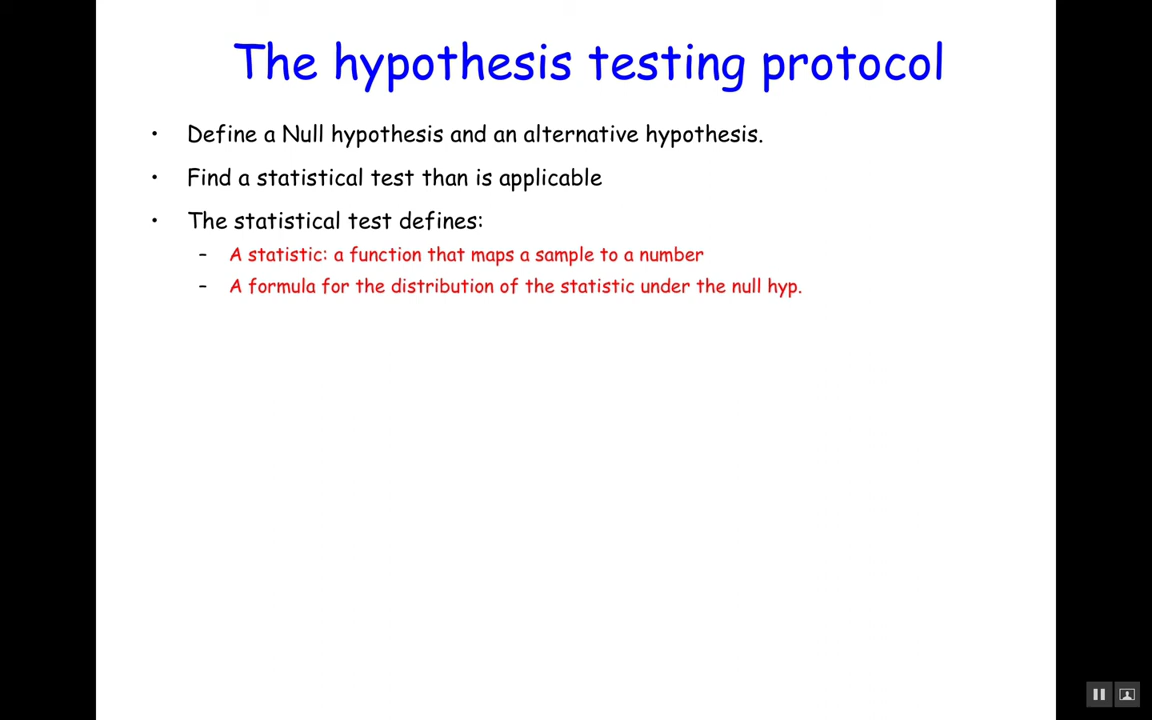 The hypothesis testing protocol
• Define a Null hypothesis and an alternative hypothesis.
• Find a statistical test than is applicable
• The statistical test defines:
– A statistic: a function that maps a sample to a number
– A formula for the distribution of the statistic under the null hyp.